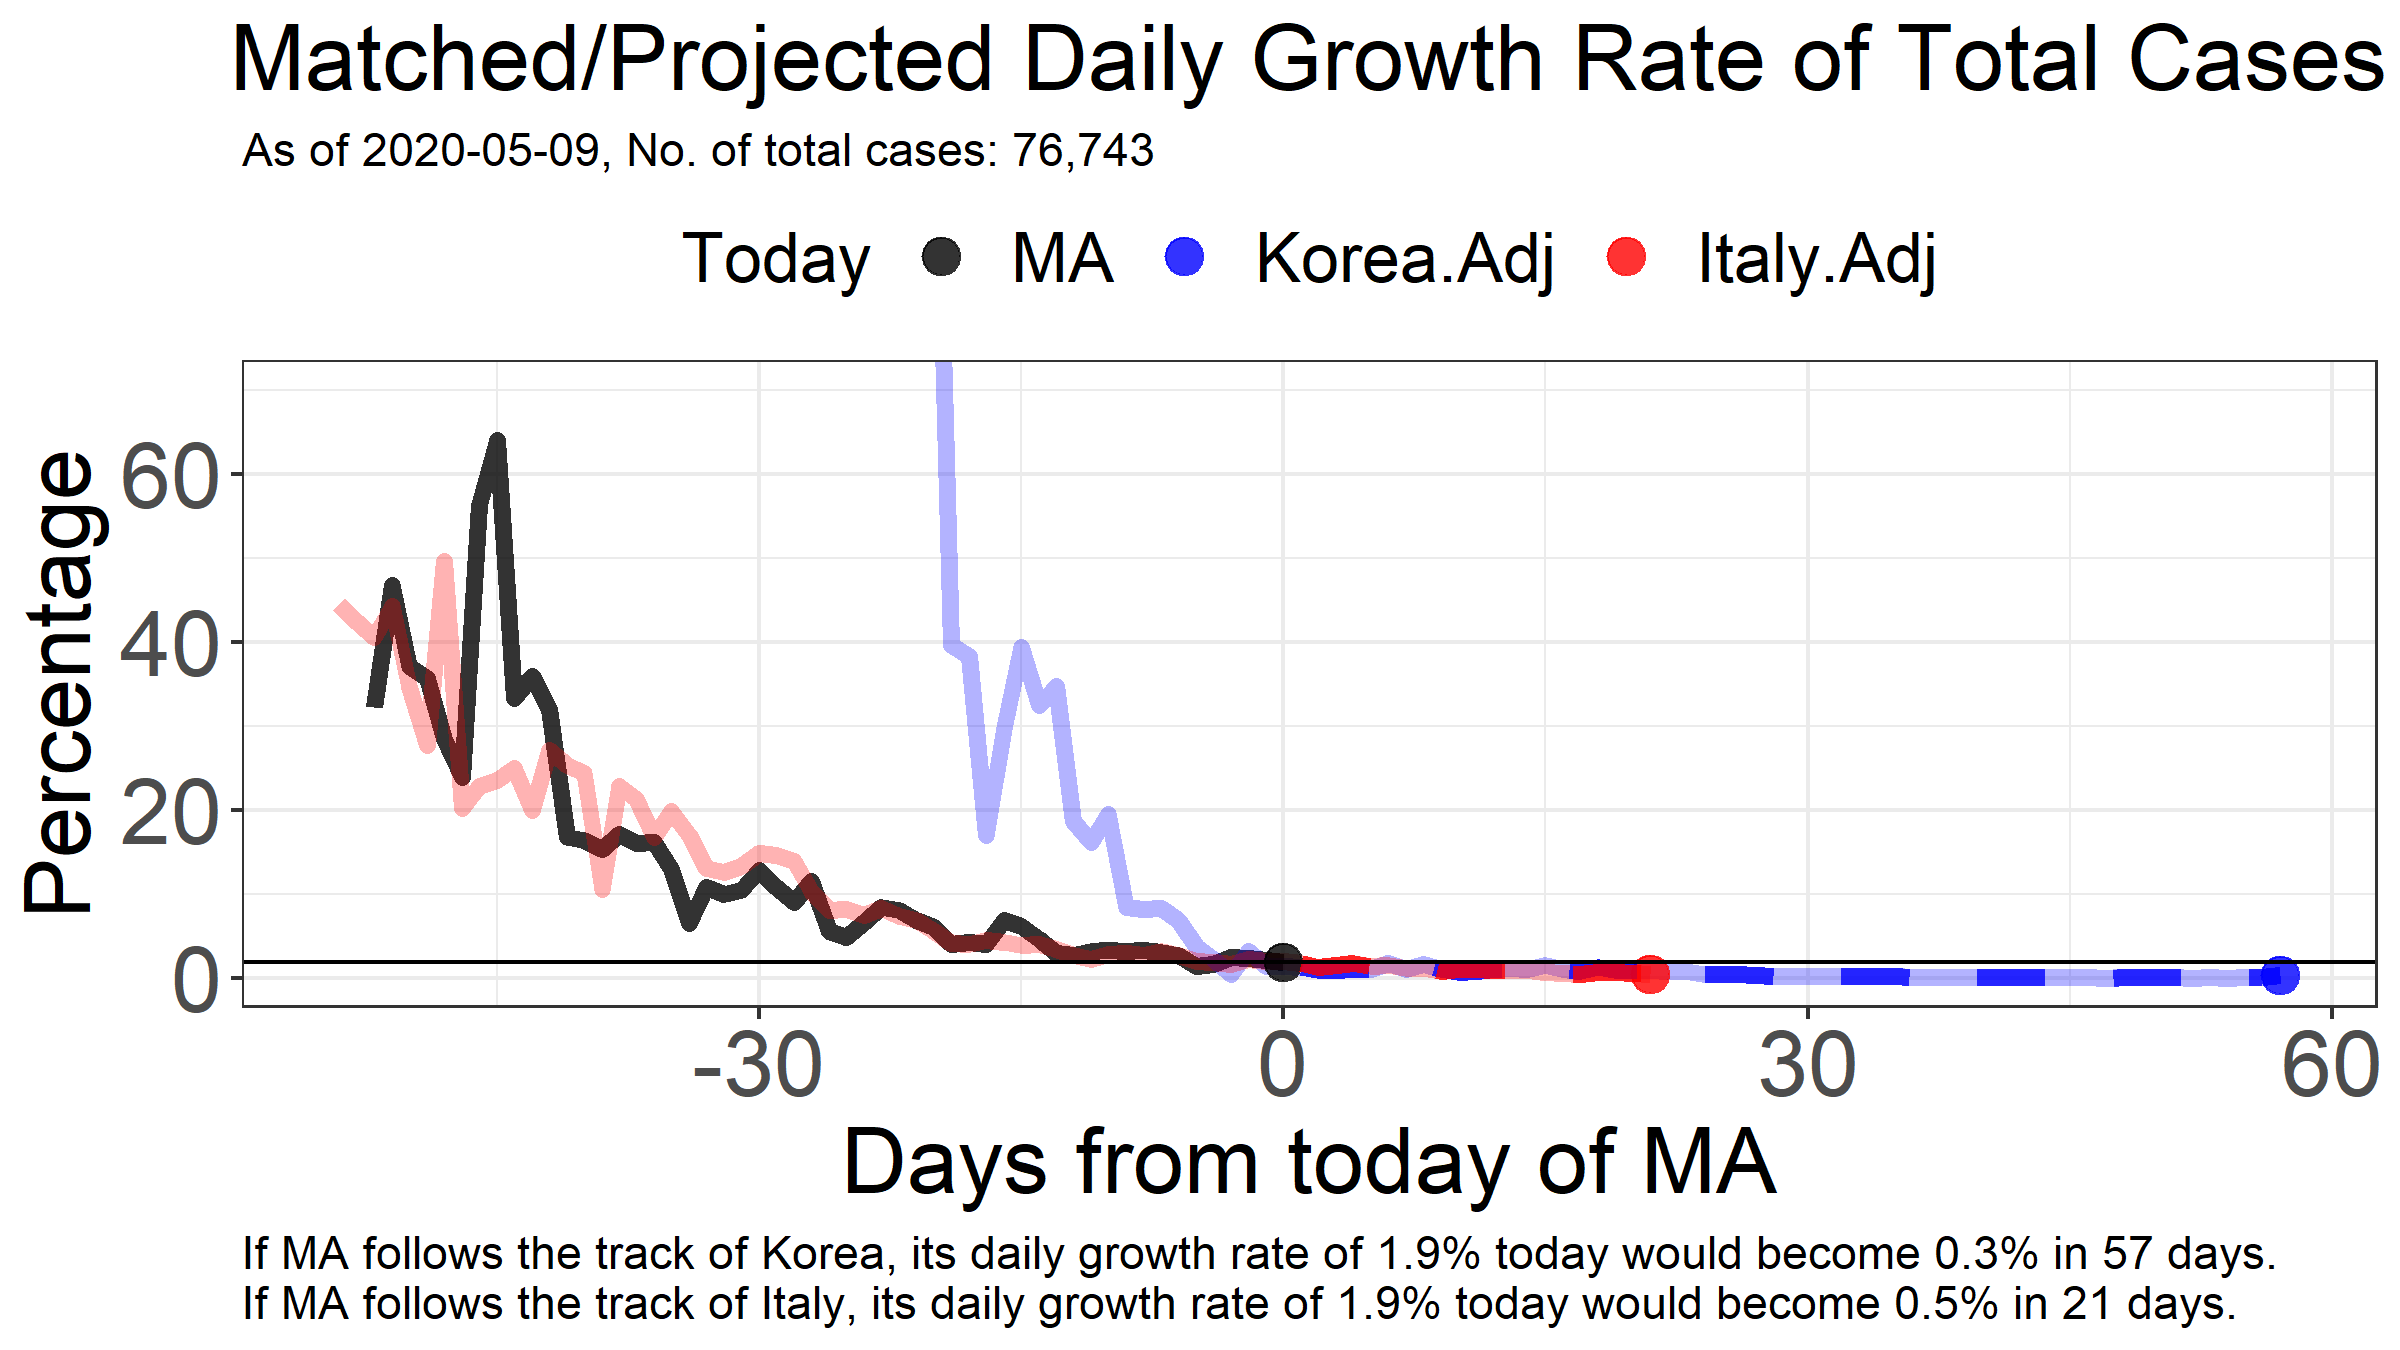 Matched/Projected Daily Growth Rate of Total Cases
As of 2020-05-09, No. of total cases: 76,743
Today MA Korea.Adj Italy.Adj
Percentage
60
40
20
0
-30 0 30 60
Days from today of MA
If MA follows the track of Korea, its daily growth rate of 1.9% today would become 0.3% in 57 days.
If MA follows the track of Italy, its daily growth rate of 1.9% today would become 0.5% in 21 days.